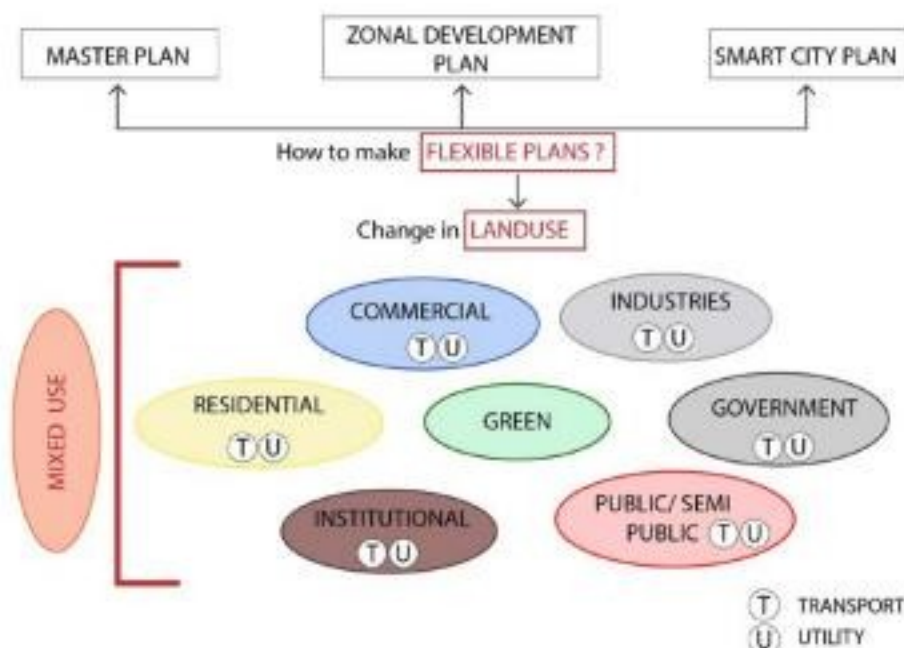 MASTER PLAN
ZONAL DEVELOPMENT
PLAN
SMART CITY PLAN
How to make FLEXIBLE PLANS ?
Change in LANDUSE
MIXED USE
COMMERCIAL
T U
INDUSTRIES
T U
RESIDENTIAL
T U
GREEN
GOVERNMENT
T U
INSTITUTIONAL
T U
PUBLIC/ SEMI
PUBLIC T U
T TRANSPORT
U UTILITY